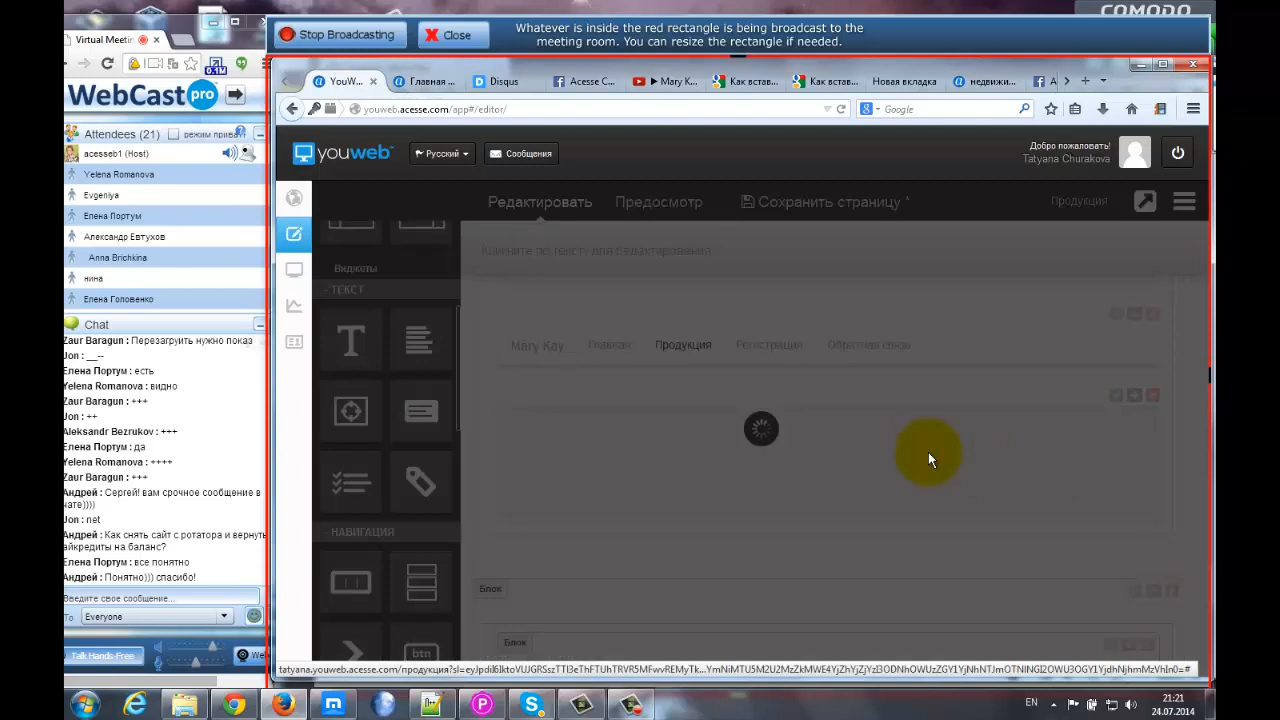 COMODO
Virtual Meeti
Stop Broadcasting
Close
Whatever is inside the red rectangle is being broadcast to the
meeting room. You can resize the rectangle if needed.
0.1M
YouW...
Главная ...
Disqus
Acesse C...
▶ Mary K...
Как встав...
Как встав...
Новая вкладка
недвижи...
A
WebCast pro
youweb.acesse.com/app#/editor/
Google
Attendees (21)
режим прива
acesseb1 (Host)
Yelena Romanova
Evgeniya
Елена Портум
Александр Евтухов
Anna Brichkina
нина
Елена Головенко
youweb
Русский
Сообщения
Добро пожаловать!
Tatyana Churakova
Редактировать
Предосмотр
Сохранить страницу *
Продукция
Кликните по тексту для редактирования
Виджеты
- ТЕКСТ
Mary Kay...
Главная
Продукция
Регистрация
Обратная связь
- НАВИГАЦИЯ
btn
Блок
Блок
Chat
Zaur Baragun : Перезагруить нужно показ
Jon : __--
Елена Портум : есть
Yelena Romanova : видно
Zaur Baragun : +++
Jon : ++
Aleksandr Bezrukov : +++
Елена Портум : да
Yelena Romanova : ++++
Zaur Baragun : +++
Андрей : Сергей! вам срочное сообщение в
чате))))
Jon : net
Андрей : Как снять сайт с ротатора и вернуть
айкредиты на баланс?
Елена Портум : все понятно
Андрей : Понятно))) спасибо!
Введите свое сообщение...
To
Everyone
Talk Hands-Free
We
EN
21:21
24.07.2014